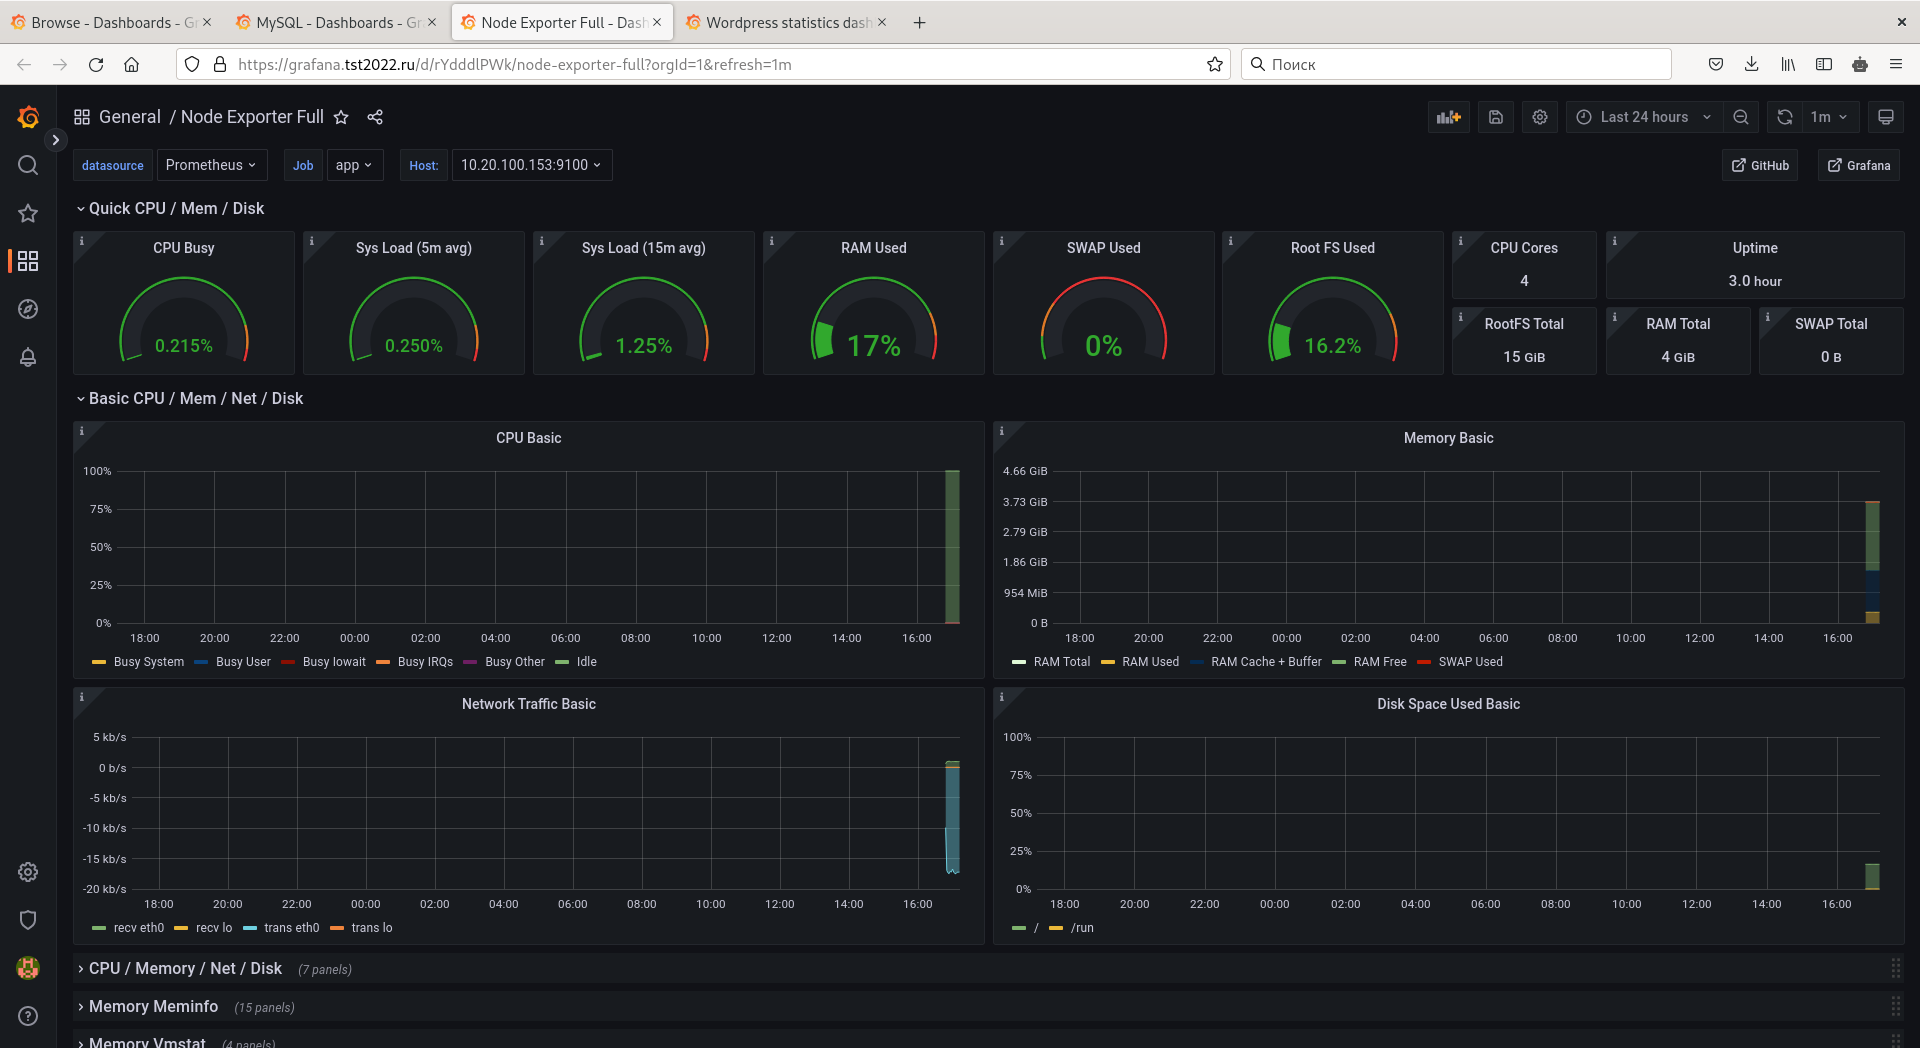 Browse - Dashboards - Gr
MySQL - Dashboards - Gr
Node Exporter Full - Dash
Wordpress statistics dash
https://grafana.tst2022.ru/d/rYdddlPWk/node-exporter-full?orgId=1&refresh=1m
Поиск
General / Node Exporter Full
Last 24 hours
1m
datasource Prometheus
Job app
Host: 10.20.100.153:9100
GitHub
Grafana
Quick CPU / Mem / Disk
CPU Busy
0.215%
Sys Load (5m avg)
0.250%
Sys Load (15m avg)
1.25%
RAM Used
17%
SWAP Used
0%
Root FS Used
16.2%
CPU Cores
4
Uptime
3.0 hour
RootFS Total
15 GiB
RAM Total
4 GiB
SWAP Total
0 B
Basic CPU / Mem / Net / Disk
CPU Basic
100%
75%
50%
25%
0%
18:00 20:00 22:00 00:00 02:00 04:00 06:00 08:00 10:00 12:00 14:00 16:00
Busy System Busy User Busy Iowait Busy IRQs Busy Other Idle
Memory Basic
4.66 GiB
3.73 GiB
2.79 GiB
1.86 GiB
954 MiB
0 B
18:00 20:00 22:00 00:00 02:00 04:00 06:00 08:00 10:00 12:00 14:00 16:00
RAM Total RAM Used RAM Cache + Buffer RAM Free SWAP Used
Network Traffic Basic
5 kb/s
0 b/s
-5 kb/s
-10 kb/s
-15 kb/s
-20 kb/s
18:00 20:00 22:00 00:00 02:00 04:00 06:00 08:00 10:00 12:00 14:00 16:00
recv eth0 recv lo trans eth0 trans lo
Disk Space Used Basic
100%
75%
50%
25%
0%
18:00 20:00 22:00 00:00 02:00 04:00 06:00 08:00 10:00 12:00 14:00 16:00
/ /run
CPU / Memory / Net / Disk (7 panels)
Memory Meminfo (15 panels)
Memory Vmstat (4 panels)